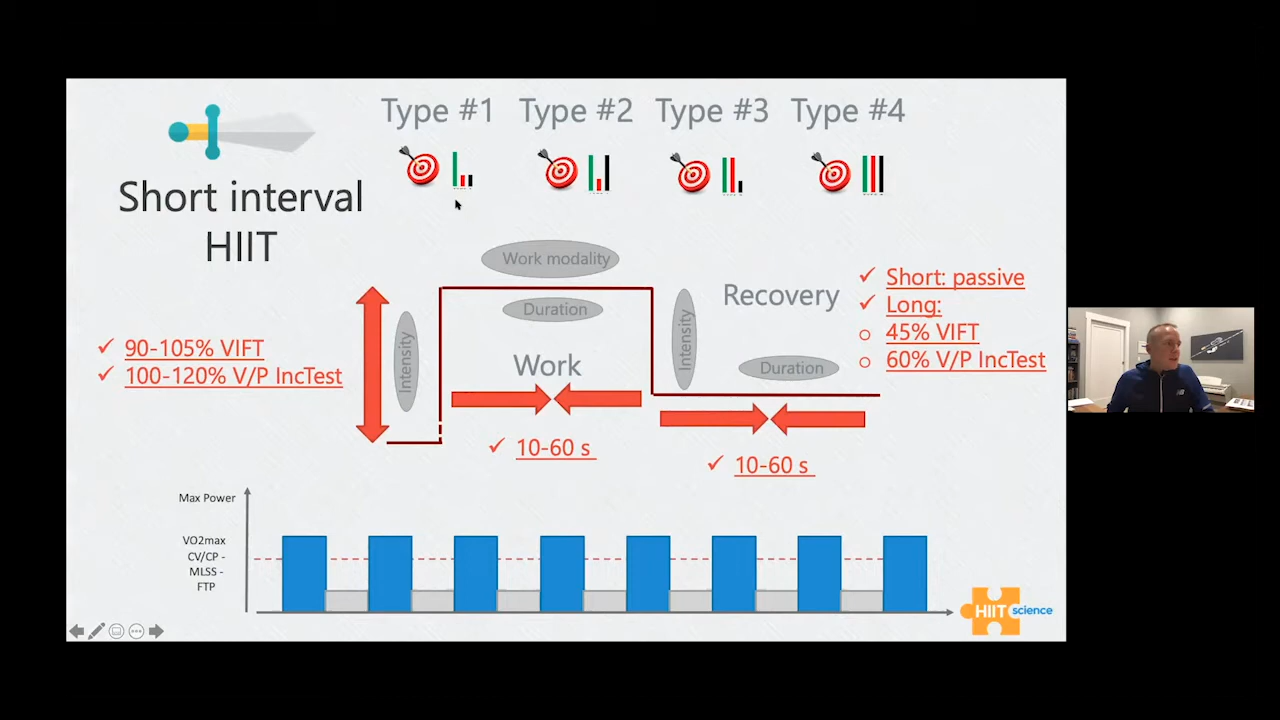 Type #1 Type #2 Type #3 Type #4
Short interval
HIIT
Work modality
Duration
Intensity
Work
✓ 90-105% VIFT
✓ 100-120% V/P IncTest
✓ 10-60 s
Intensity
Recovery
Duration
✓ 10-60 s
✓ Short: passive
✓ Long:
o 45% VIFT
o 60% V/P IncTest
Max Power
VO2max
CV/CP -
MLSS -
FTP
HIIT science